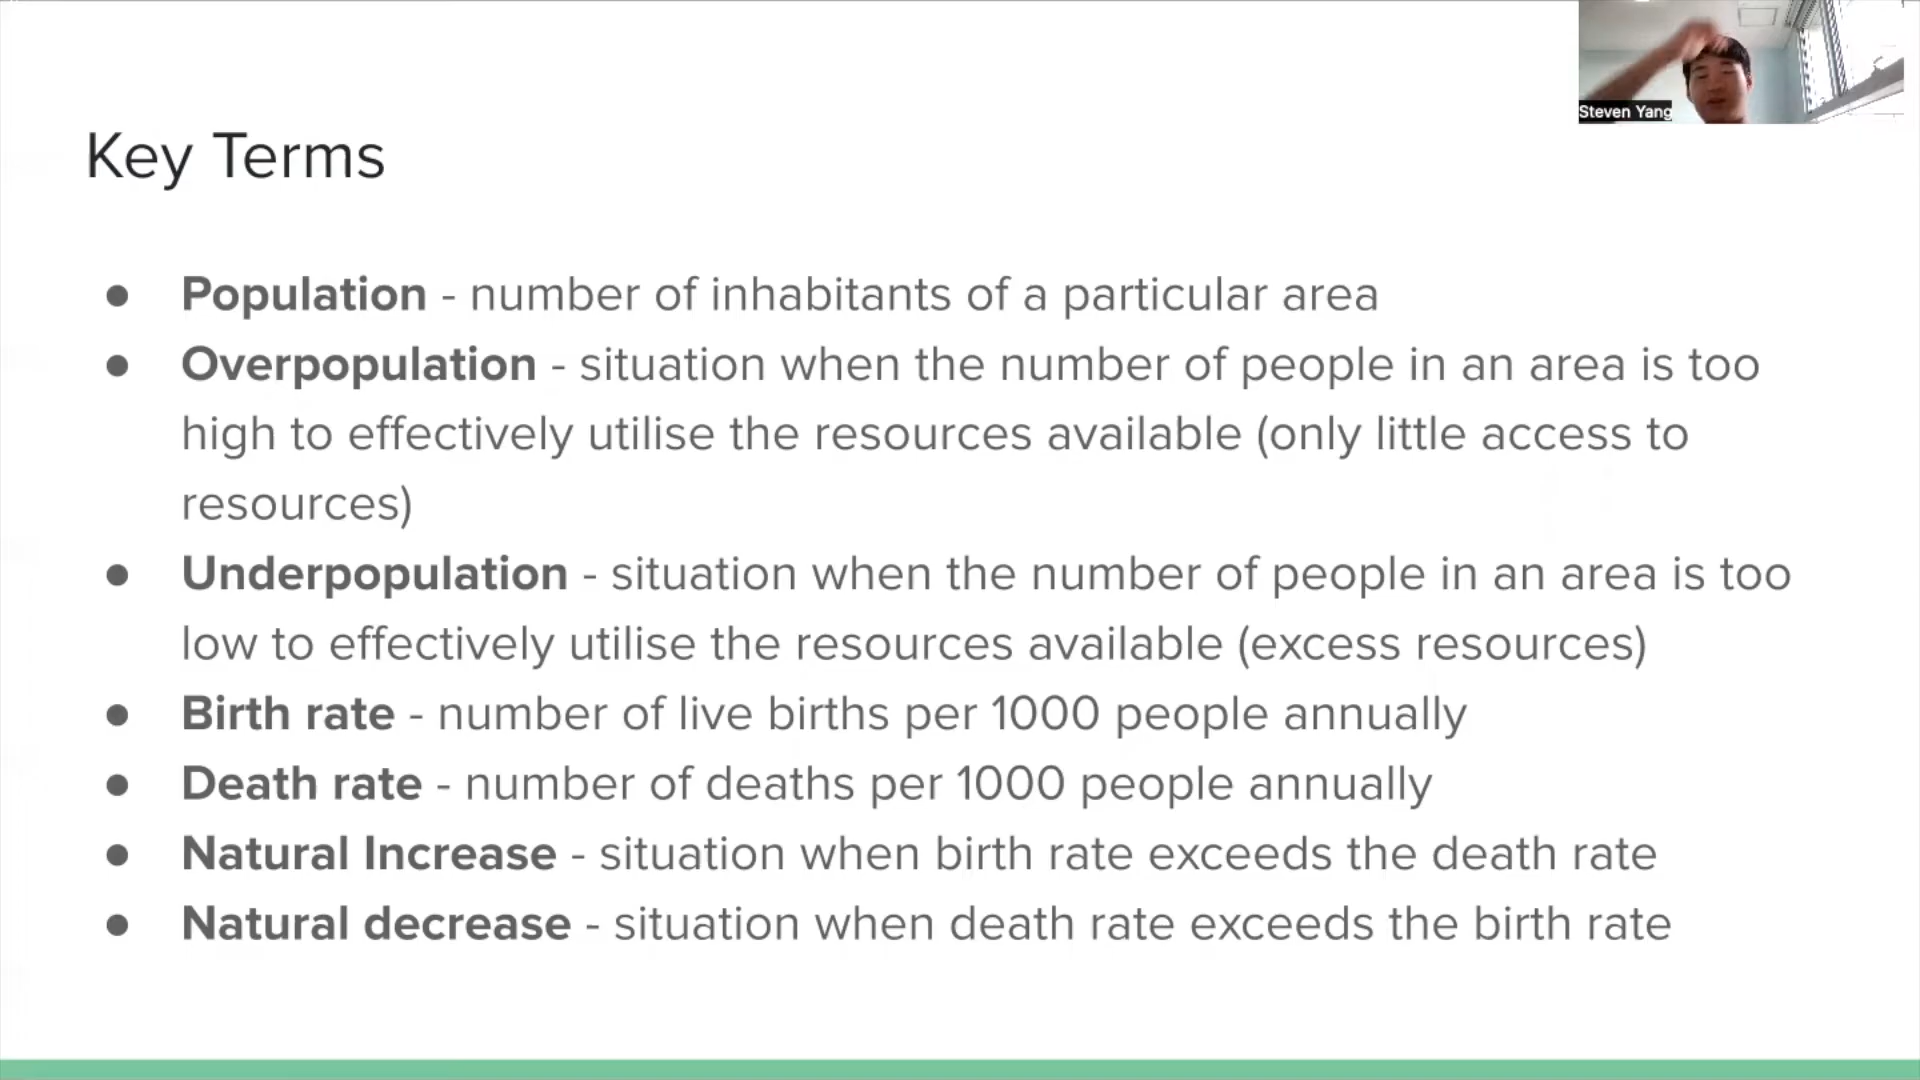 Steven Yang
Key Terms
● Population - number of inhabitants of a particular area
● Overpopulation - situation when the number of people in an area is too
high to effectively utilise the resources available (only little access to
resources)
● Underpopulation - situation when the number of people in an area is too
low to effectively utilise the resources available (excess resources)
● Birth rate - number of live births per 1000 people annually
● Death rate - number of deaths per 1000 people annually
● Natural Increase - situation when birth rate exceeds the death rate
● Natural decrease - situation when death rate exceeds the birth rate